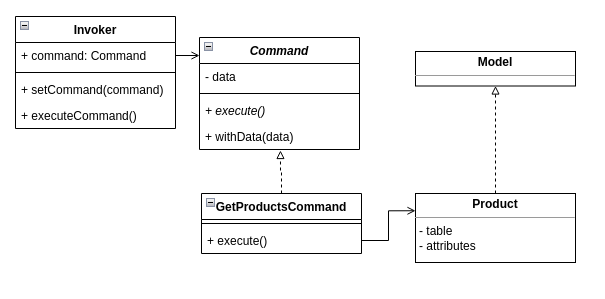 Invoker
+ command: Command
+ setCommand(command)
+ executeCommand()
Command
- data
+ execute()
+ withData(data)
Model
GetProductsCommand
+ execute()
Product
- table
- attributes